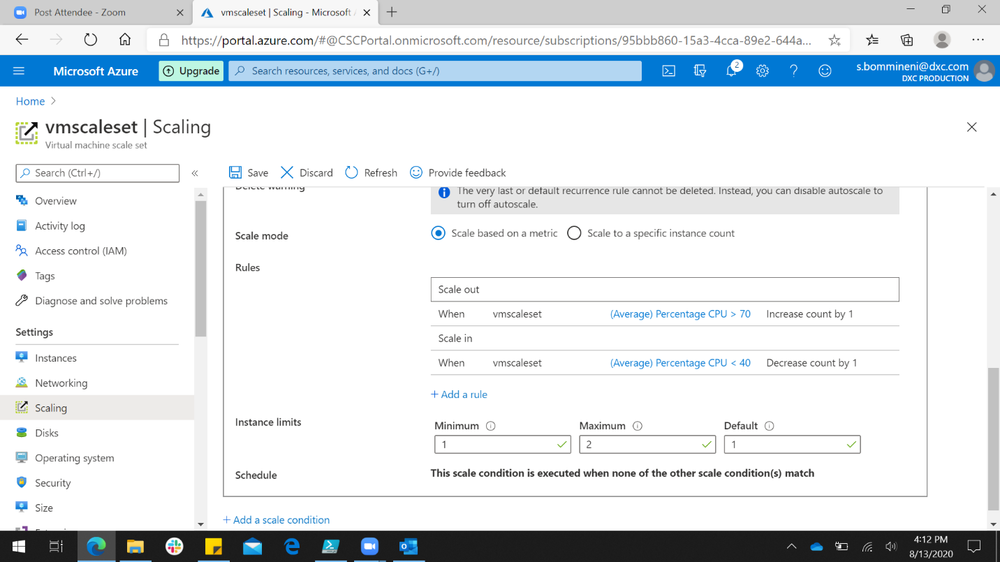 Post Attendee - Zoom
vmscaleset | Scaling - Microsoft
https://portal.azure.com/#@CSCPortal.onmicrosoft.com/resource/subscriptions/95bbb860-15a3-4cca-89e2-644a...
Microsoft Azure
Upgrade
Search resources, services, and docs (G+/)
2
s.bommineni@dxc.com
DXC PRODUCTION
Home
vmscaleset | Scaling
Virtual machine scale set
Search (Ctrl+/)
Save Discard Refresh Provide feedback
Overview
Activity log
Access control (IAM)
Tags
Diagnose and solve problems
Settings
Instances
Networking
Scaling
Disks
Operating system
Security
Size
Delete warning
The very last or default recurrence rule cannot be deleted. Instead, you can disable autoscale to
turn off autoscale.
Scale mode
Scale based on a metric Scale to a specific instance count
Rules
Scale out
When vmscaleset (Average) Percentage CPU > 70 Increase count by 1
Scale in
When vmscaleset (Average) Percentage CPU < 40 Decrease count by 1
+ Add a rule
Instance limits
Minimum Maximum Default
1 2 1
Schedule
This scale condition is executed when none of the other scale condition(s) match
+ Add a scale condition
4:12 PM
8/13/2020